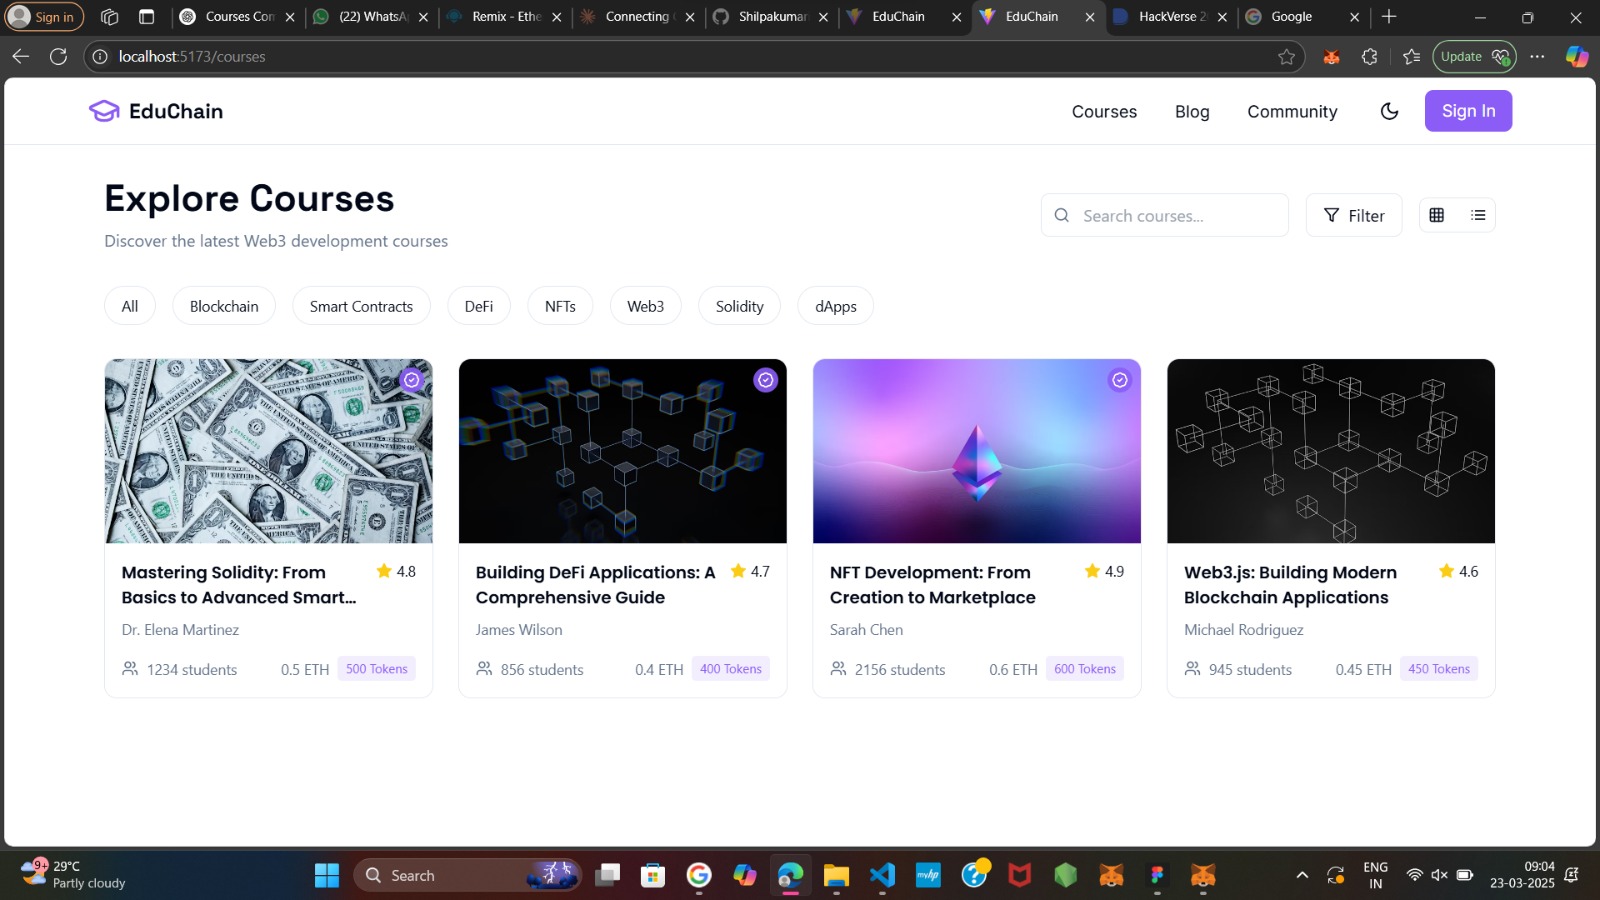 Sign in
Courses Con
(22) WhatsA
Remix - Ethe
Connecting
Shilpakumar
EduChain
EduChain
HackVerse 2
Google
localhost:5173/courses
Update
EduChain
Courses
Blog
Community
Sign In
Explore Courses
Discover the latest Web3 development courses
Search courses...
Filter
All
Blockchain
Smart Contracts
DeFi
NFTs
Web3
Solidity
dApps
Mastering Solidity: From
Basics to Advanced Smart...
4.8
Dr. Elena Martinez
1234 students
0.5 ETH
500 Tokens
Building DeFi Applications: A
Comprehensive Guide
4.7
James Wilson
856 students
0.4 ETH
400 Tokens
NFT Development: From
Creation to Marketplace
4.9
Sarah Chen
2156 students
0.6 ETH
600 Tokens
Web3.js: Building Modern
Blockchain Applications
4.6
Michael Rodriguez
945 students
0.45 ETH
450 Tokens
9+
29°C
Partly cloudy
Search
myhp
ENG
IN
09:04
23-03-2025